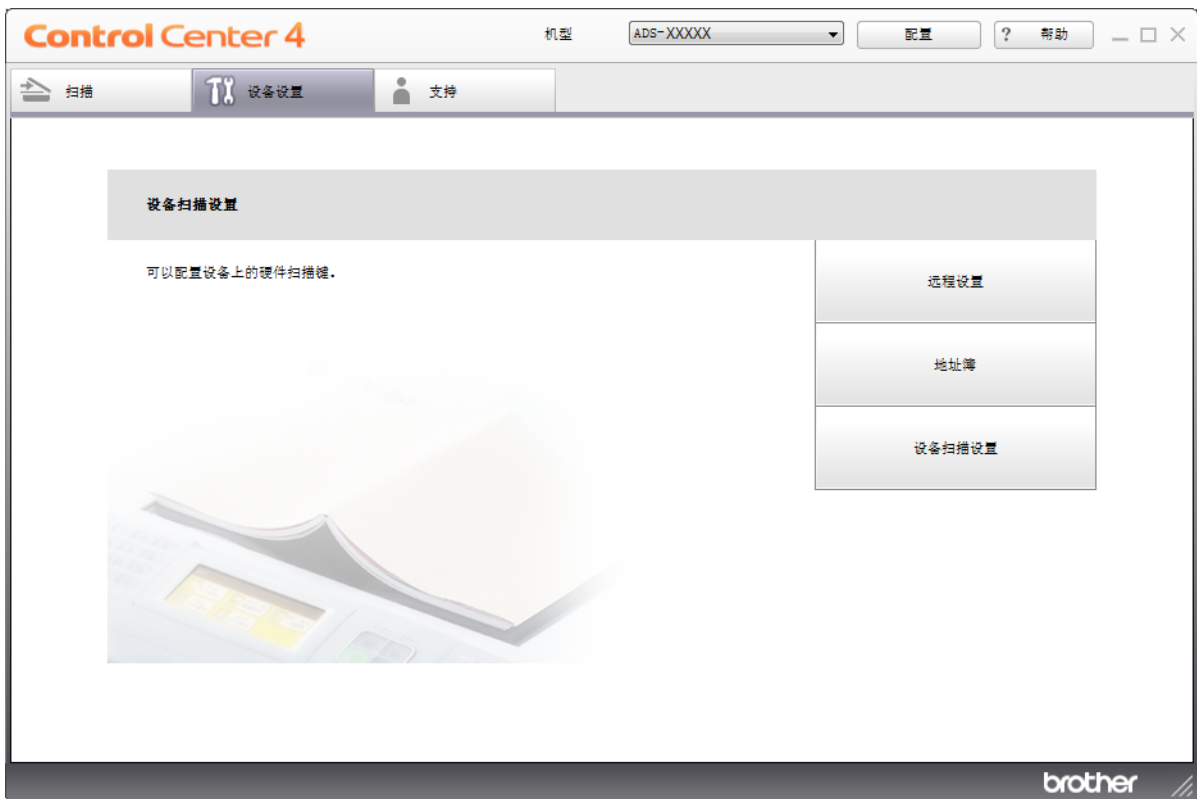 Control Center 4
机型
ADS-XXXXX
配置
? 帮助
扫描
设备设置
支持
设备扫描设置
可以配置设备上的硬件扫描键.
远程设置
地址簿
设备扫描设置
brother